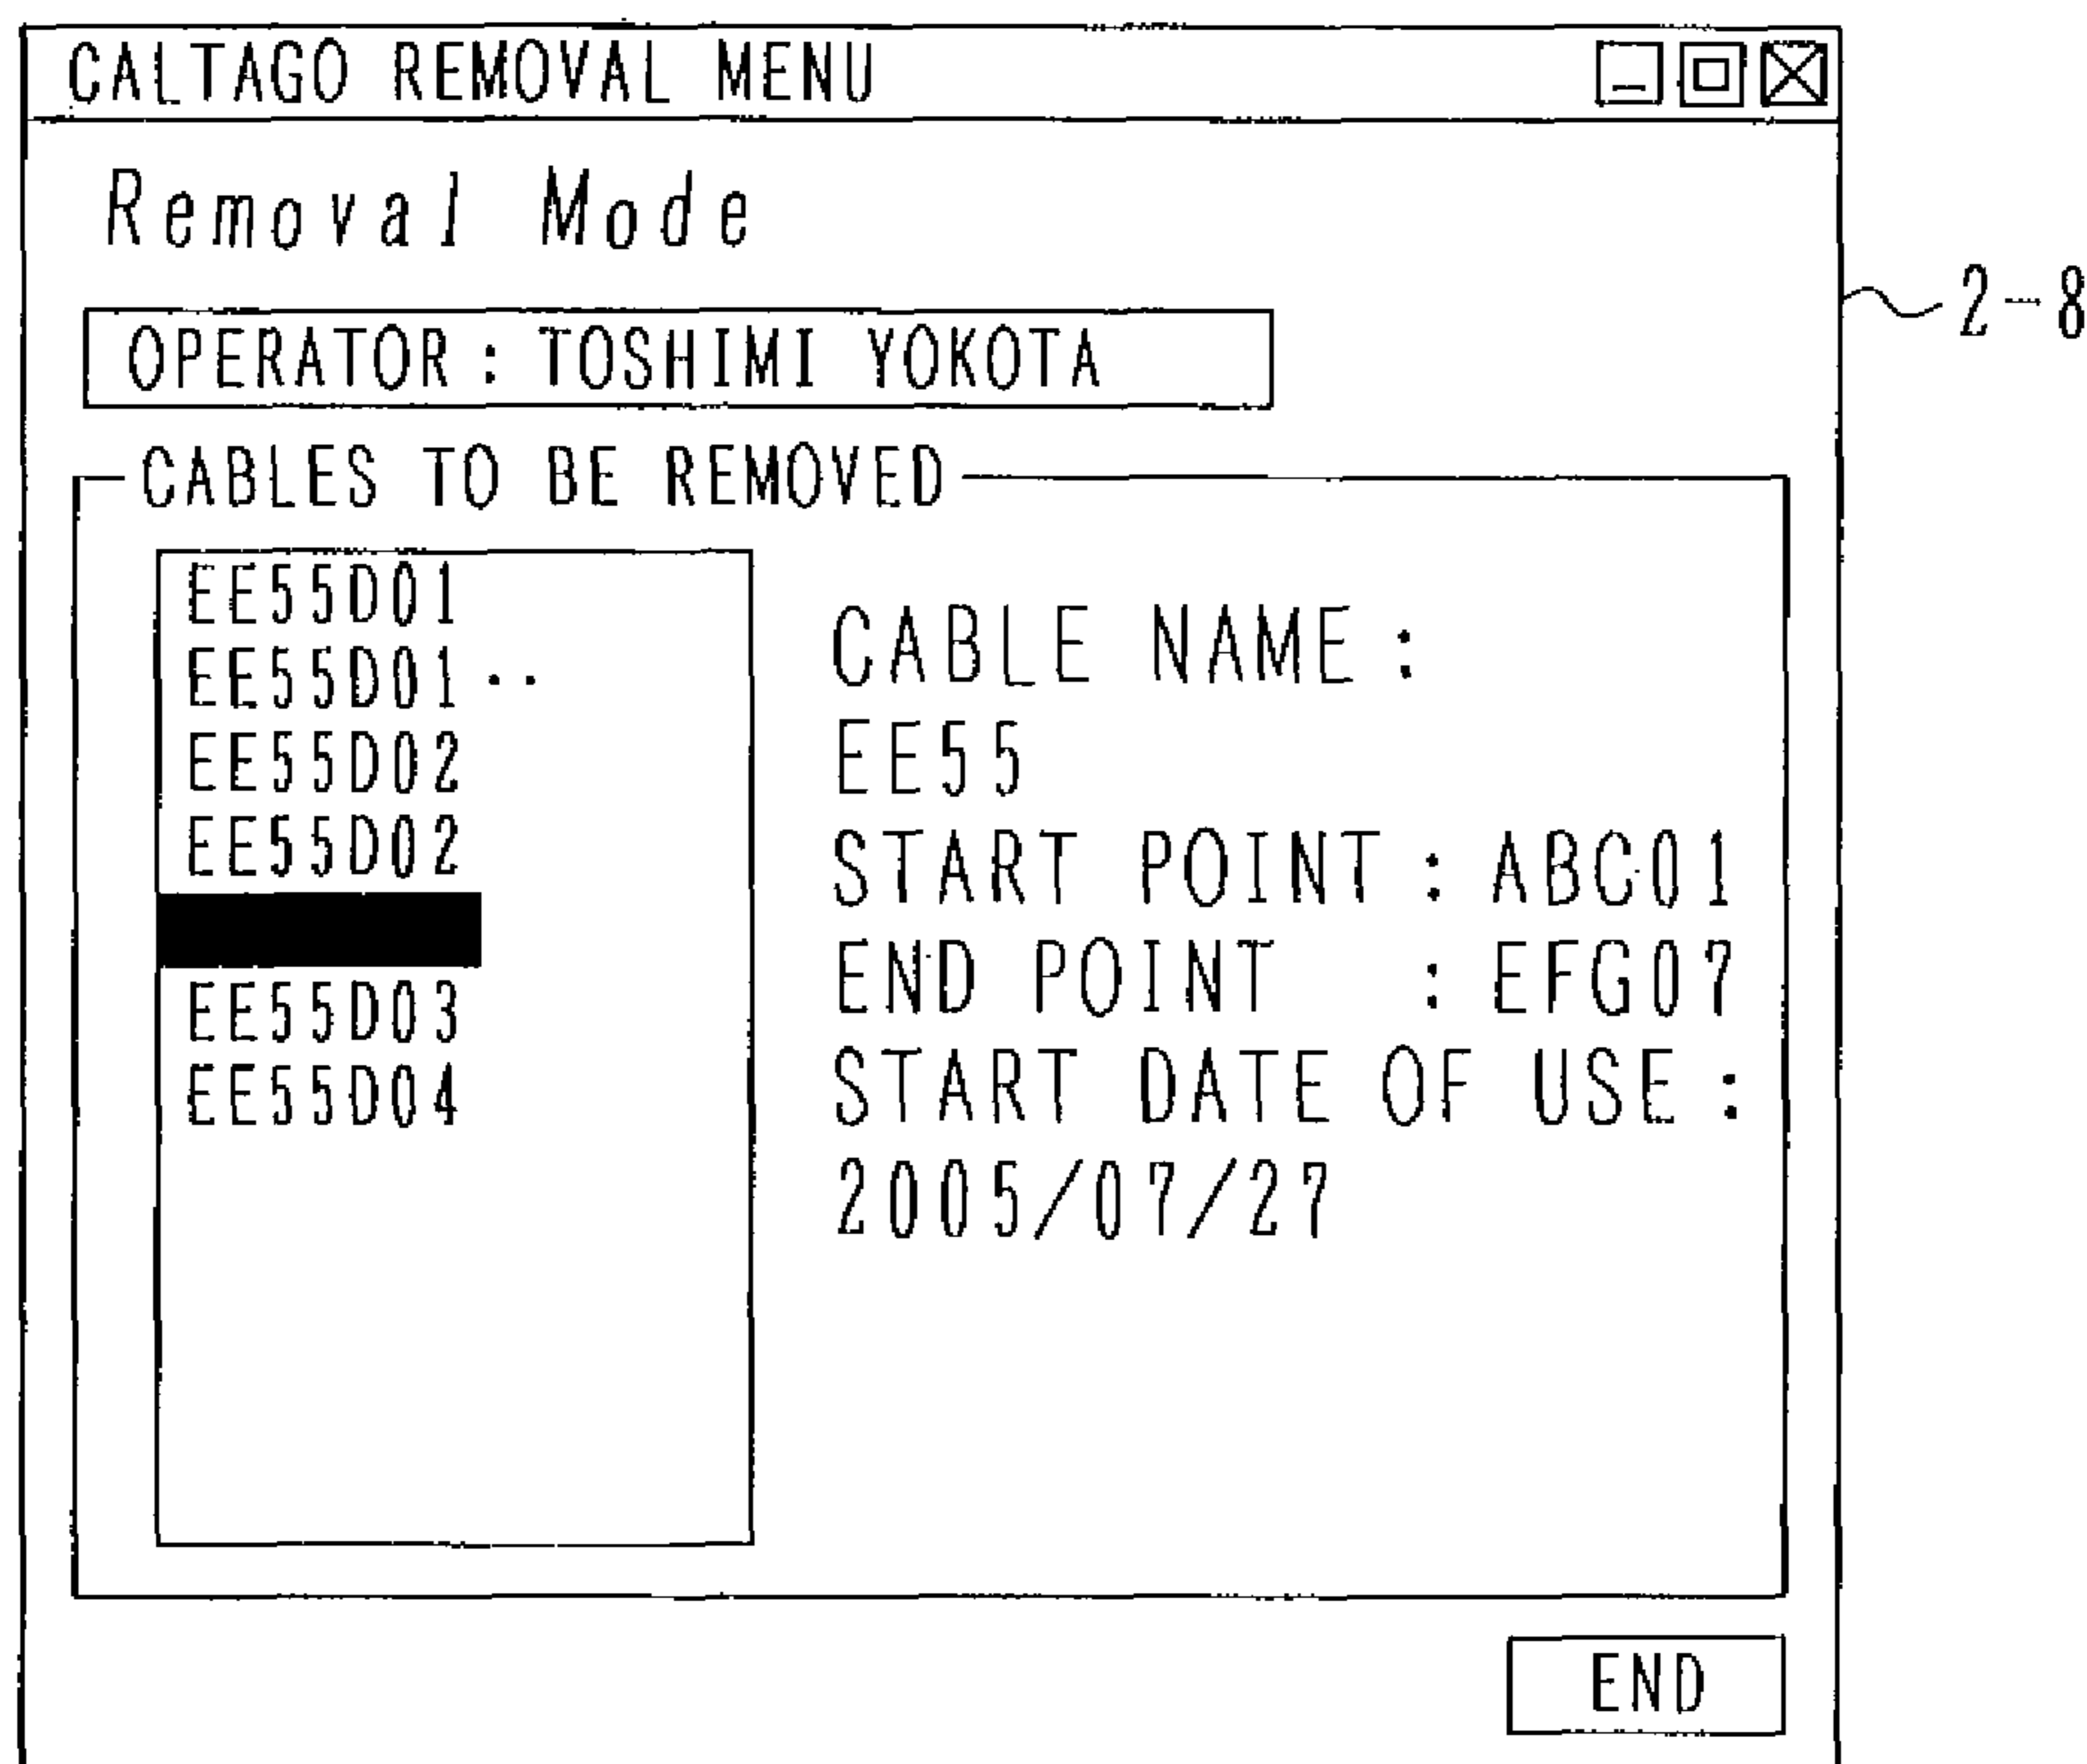 CALTAGO REMOVAL MENU
Removal Mode
2-8
OPERATOR: TOSHIMI YOKOTA
CABLES TO BE REMOVED
EE55D01
EE55D01..
EE55D02
EE55D02
EE55D03
EE55D04
CABLE NAME:
EE55
START POINT: ABC01
END POINT : EFG07
START DATE OF USE:
2005/07/27
END